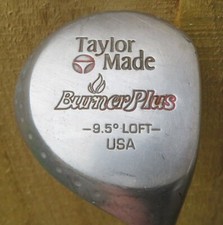 Taylor
Made
BurnerPlus
-9.5° LOFT-
USA